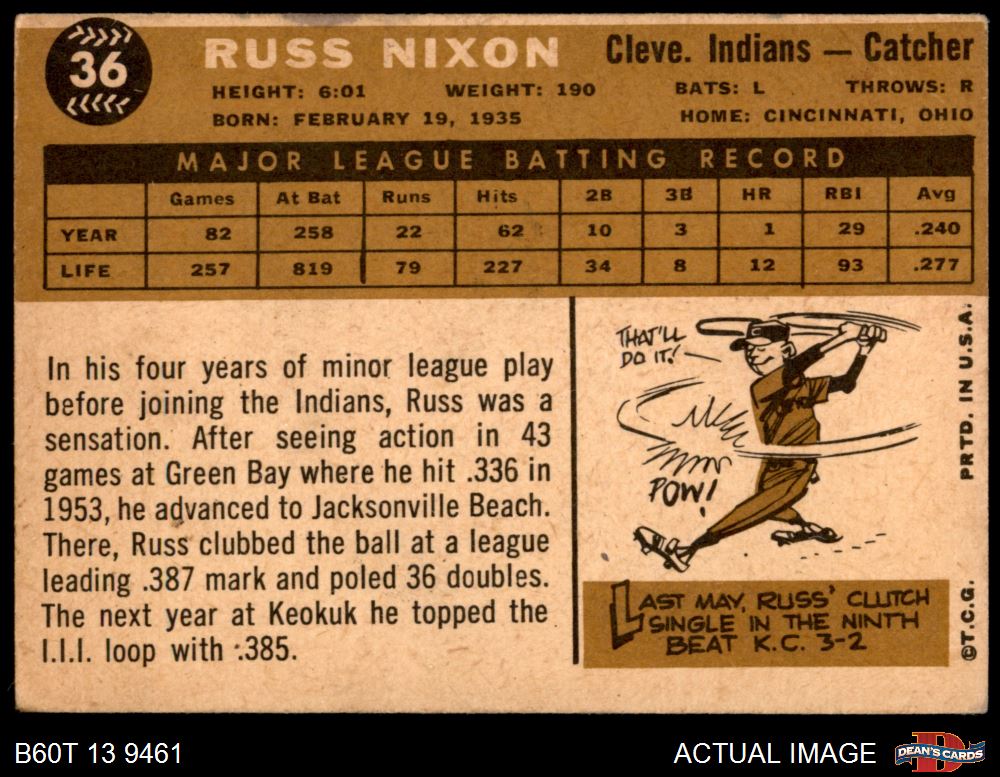 36
RUSS NIXON
Cleve. Indians — Catcher
HEIGHT: 6:01 WEIGHT: 190 BATS: L THROWS: R
BORN: FEBRUARY 19, 1935 HOME: CINCINNATI, OHIO
MAJOR LEAGUE BATTING RECORD
Games At Bat Runs Hits 2B 3B HR RBI Avg
YEAR 82 258 22 62 10 3 1 29 .240
LIFE 257 819 79 227 34 8 12 93 .277
In his four years of minor league play
before joining the Indians, Russ was a
sensation. After seeing action in 43
games at Green Bay where he hit .336 in
1953, he advanced to Jacksonville Beach.
There, Russ clubbed the ball at a league
leading .387 mark and poled 36 doubles.
The next year at Keokuk he topped the
I.I.I. loop with .385.
THAT'LL
DO IT!
POW!
LAST MAY, RUSS' CLUTCH
SINGLE IN THE NINTH
BEAT K.C. 3-2
PRTD. IN U.S.A.
©T.C.G.
B60T 13 9461
ACTUAL IMAGE
D
DEAN'S CARDS